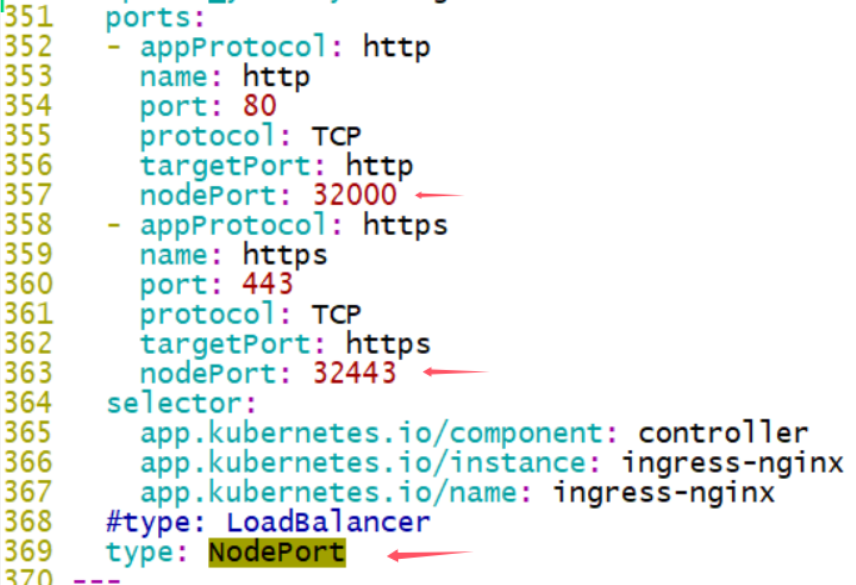 351 ports:
352 - appProtocol: http
353 name: http
354 port: 80
355 protocol: TCP
356 targetPort: http
357 nodePort: 32000
358 - appProtocol: https
359 name: https
360 port: 443
361 protocol: TCP
362 targetPort: https
363 nodePort: 32443
364 selector:
365 app.kubernetes.io/component: controller
366 app.kubernetes.io/instance: ingress-nginx
367 app.kubernetes.io/name: ingress-nginx
368 #type: LoadBalancer
369 type: NodePort
370 ---